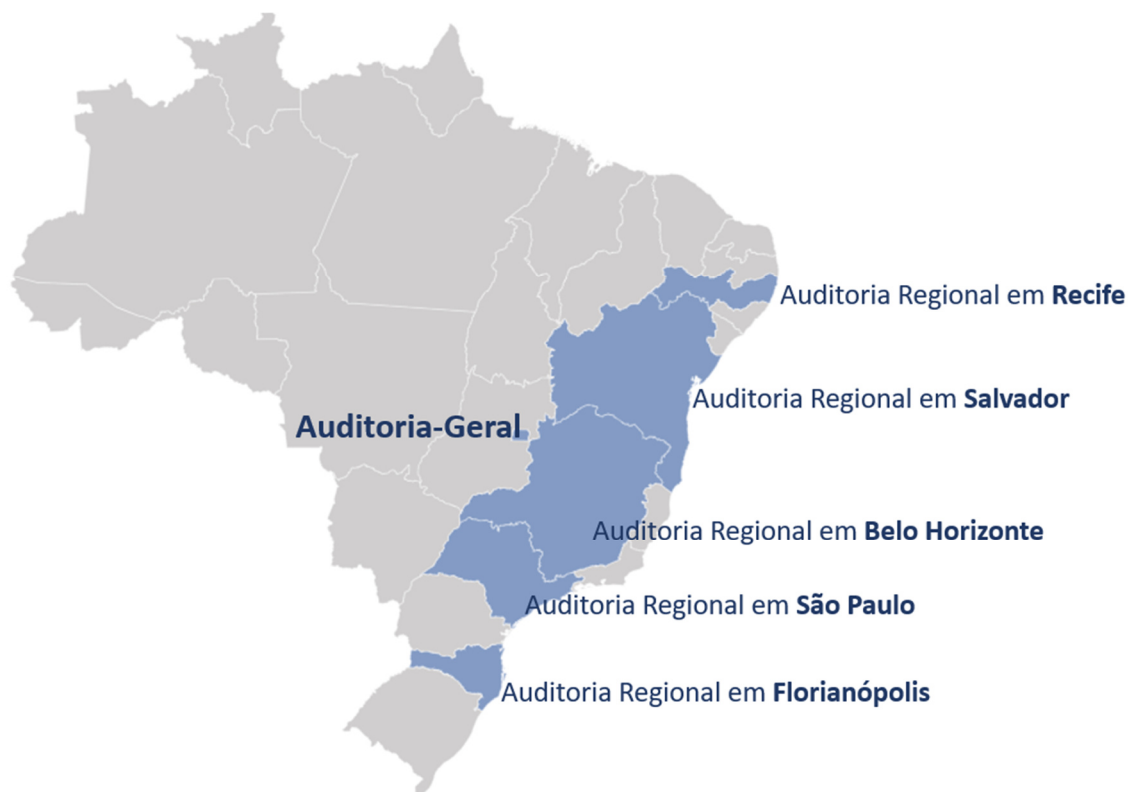 Auditoria Regional em Recife
Auditoria Regional em Salvador
Auditoria-Geral
Auditoria Regional em Belo Horizonte
Auditoria Regional em São Paulo
Auditoria Regional em Florianópolis